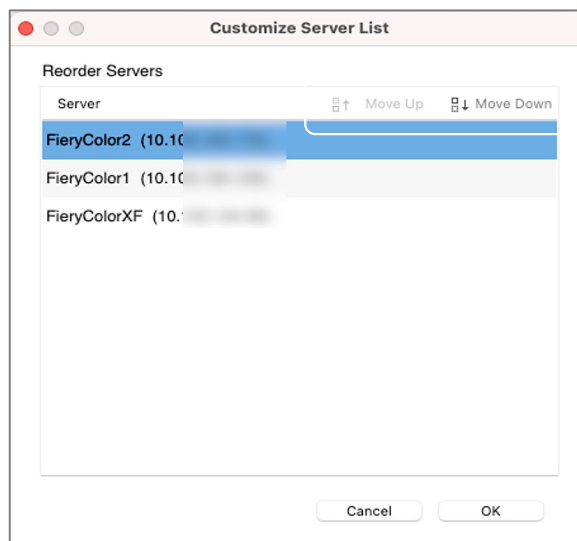 Customize Server List
Reorder Servers
Server Move Up Move Down
FieryColor2 (10.10
FieryColor1 (10.10
FieryColorXF (10.
Cancel OK